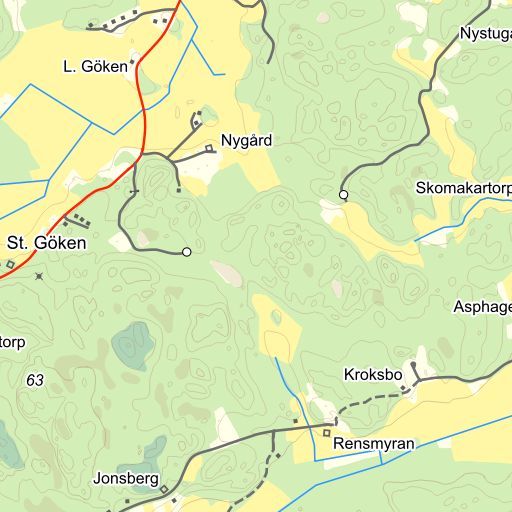 Nystuga
L. Göken
Nygård
Skomakartorp
St. Göken
Asphage
torp
Kroksbo
63
Rensmyran
Jonsberg